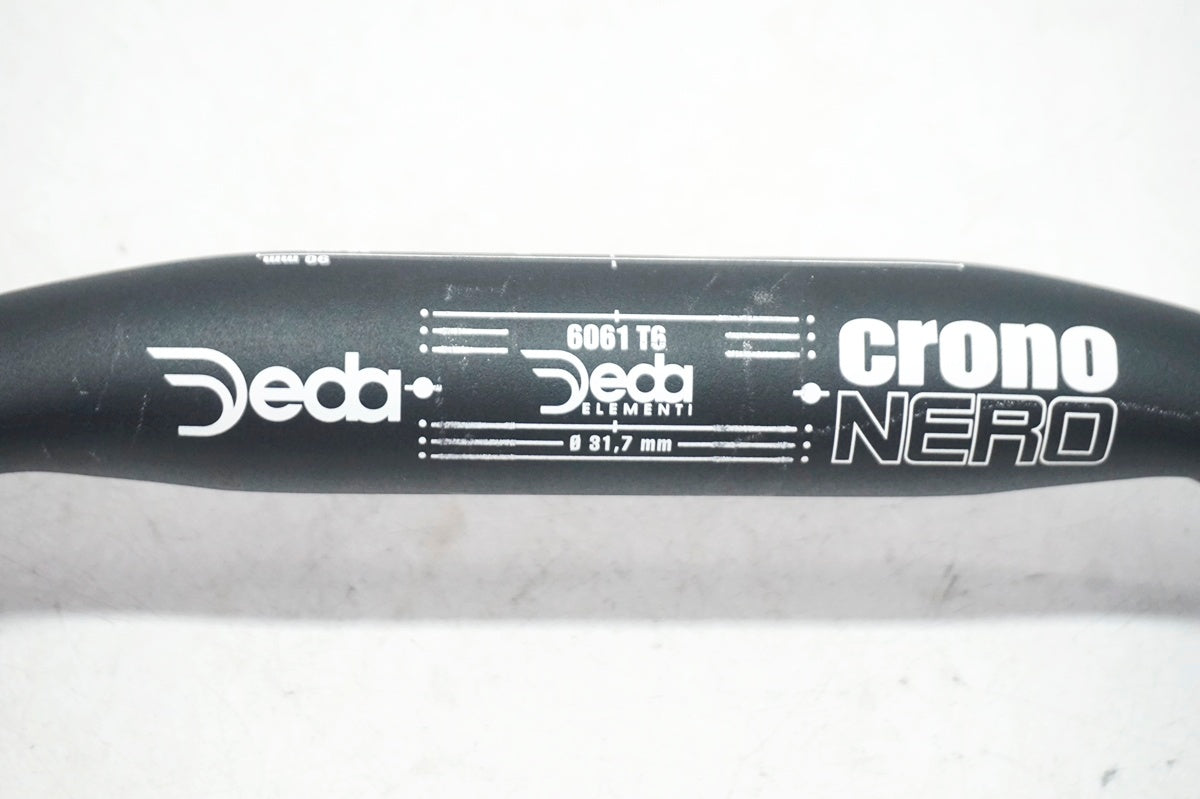 Deda
6061 T6
Deda
ELEMENTI
Ø 31,7 mm
crono
NERO